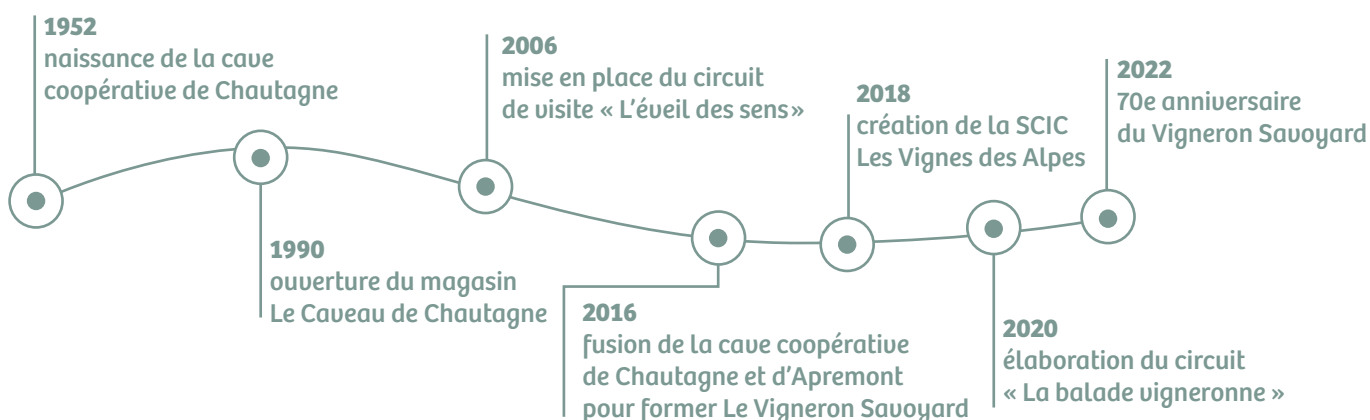 1952
naissance de la cave
coopérative de Chautagne
1990
ouverture du magasin
Le Caveau de Chautagne
2006
mise en place du circuit
de visite « L'éveil des sens »
2016
fusion de la cave coopérative
de Chautagne et d'Apremont
pour former Le Vigneron Savoyard
2018
création de la SCIC
Les Vignes des Alpes
2020
élaboration du circuit
« La balade vigneronne »
2022
70e anniversaire
du Vigneron Savoyard